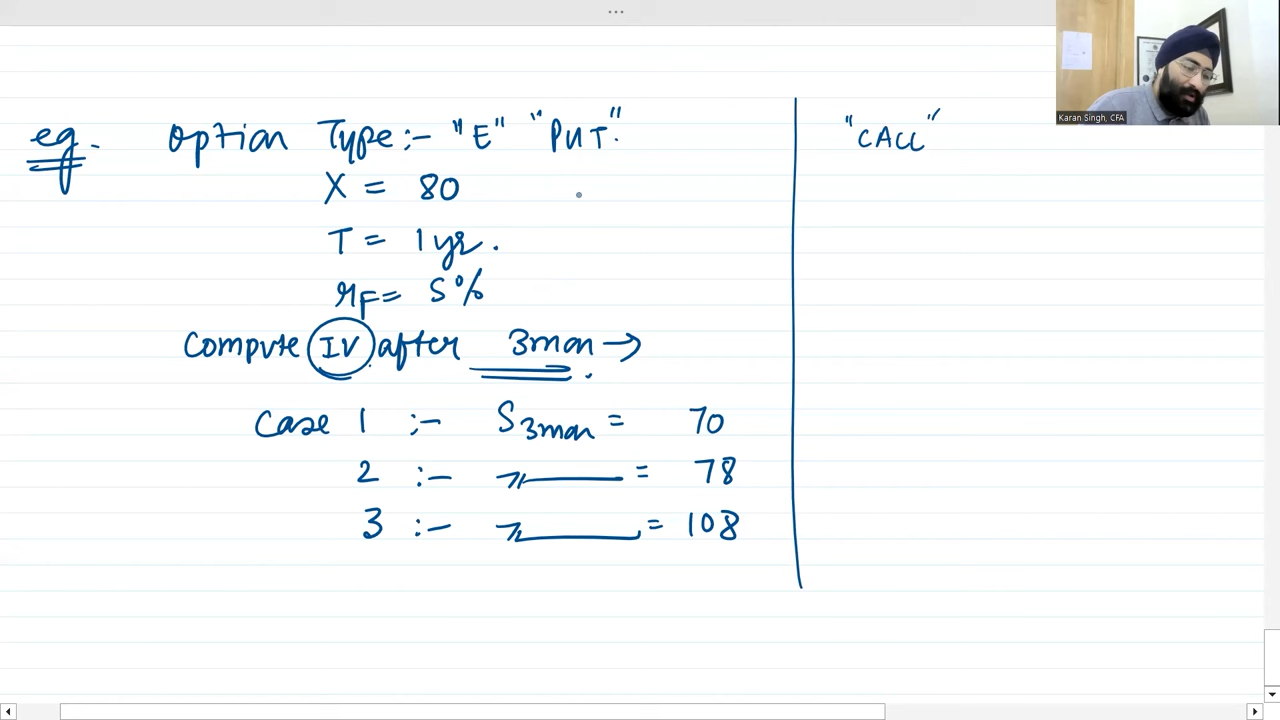 eg. Option Type:- "E" "PUT".
X = 80
T = 1 yr.
rF = 5%
Compute IV after 3mon →
Case 1 :- S3mon = 70
2 :- 〃 = 78
3 :- 〃 = 108
"CALL"
Karan Singh, CFA